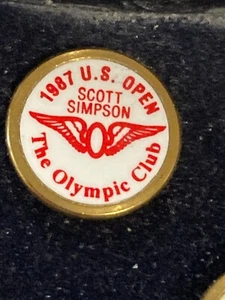 1987 U.S. OPEN
SCOTT
SIMPSON
The Olympic Club